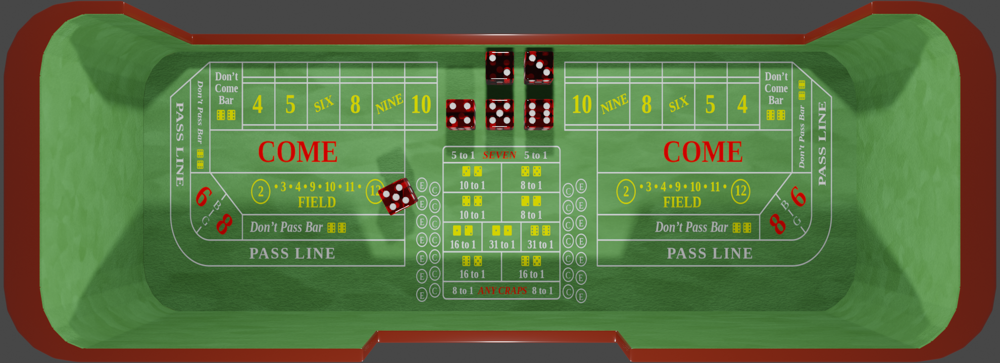 Don't
Come
Bar
4
5
SIX
8
NINE
10
Don't Pass Bar
PASS LINE
COME
2
• 3 • 4 • 9 • 10 • 11 •
12
FIELD
6
8
B
G
Don't Pass Bar
PASS LINE
E
C
E
C
E
C
E
C
E
C
E
C
E
C
5 to 1 SEVEN 5 to 1
10 to 1
8 to 1
10 to 1
8 to 1
16 to 1
31 to 1
31 to 1
16 to 1
16 to 1
8 to 1 ANY CRAPS 8 to 1
C
E
C
E
C
E
C
E
C
E
C
E
C
E
10
NINE
8
SIX
5
4
Don't
Come
Bar
Don't Pass Bar
PASS LINE
COME
2
• 3 • 4 • 9 • 10 • 11 •
12
FIELD
6
8
B
G
Don't Pass Bar
PASS LINE